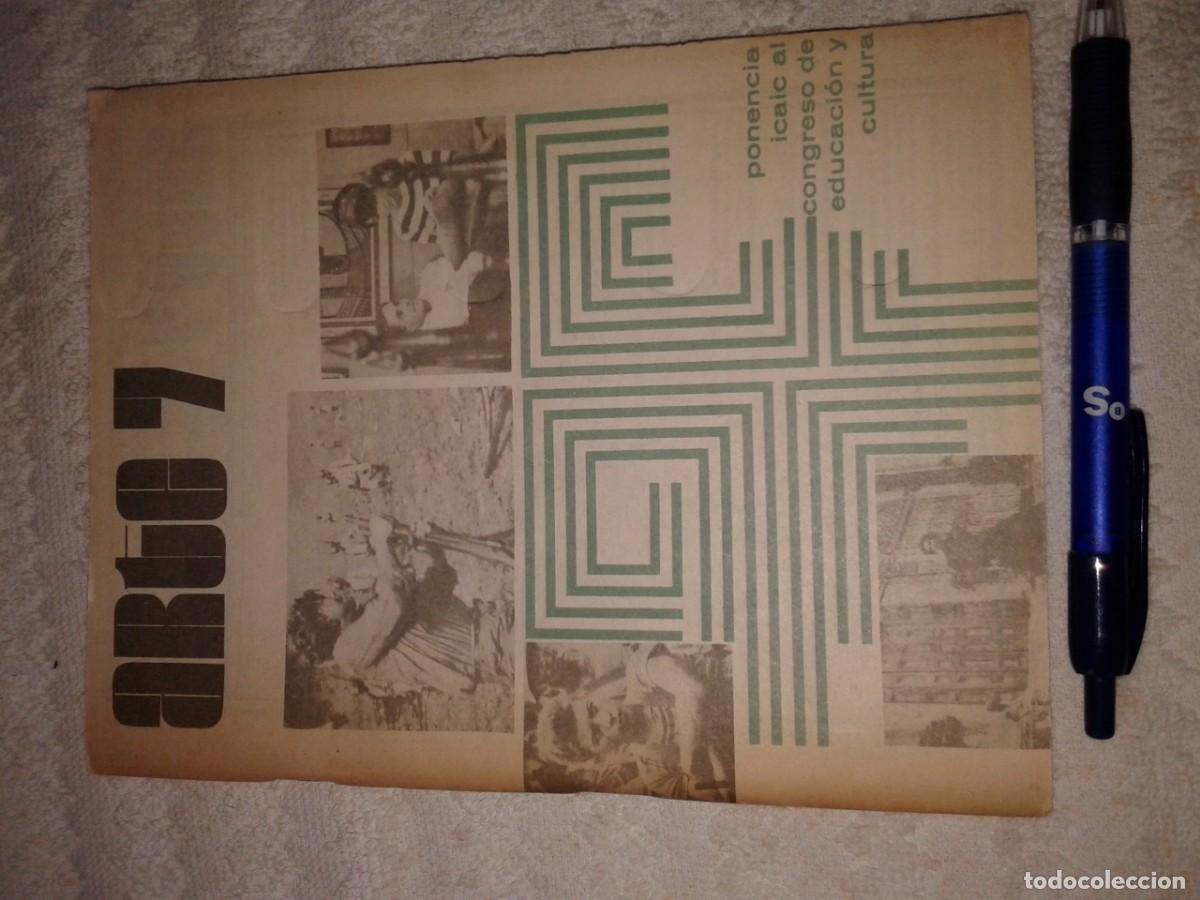 arte 7
ponencia
icaic al
congreso de
educación y
cultura
S
B
todocoleccion